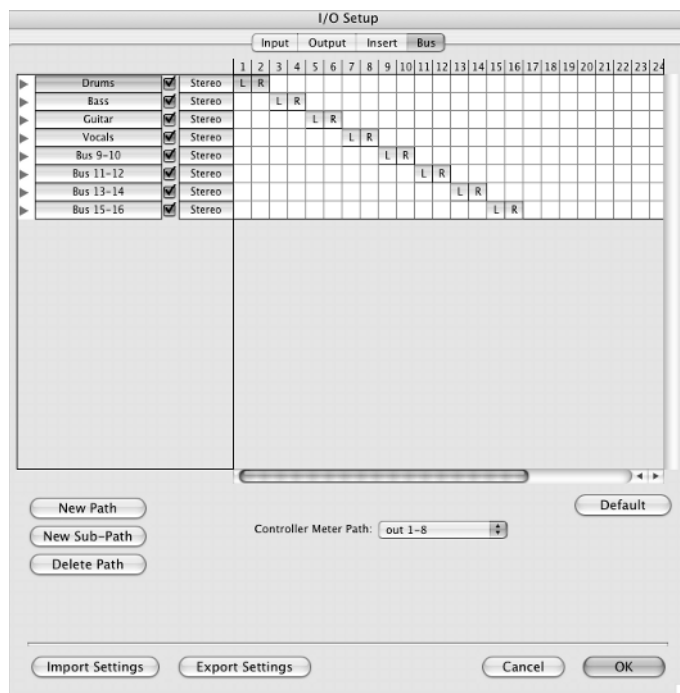 I/O Setup
Input Output Insert Bus
1 2 3 4 5 6 7 8 9 10 11 12 13 14 15 16 17 18 19 20 21 22 23 24
Drums Stereo L R
Bass Stereo L R
Guitar Stereo L R
Vocals Stereo L R
Bus 9-10 Stereo L R
Bus 11-12 Stereo L R
Bus 13-14 Stereo L R
Bus 15-16 Stereo L R
New Path Default
New Sub-Path Controller Meter Path: out 1-8
Delete Path
Import Settings Export Settings Cancel OK